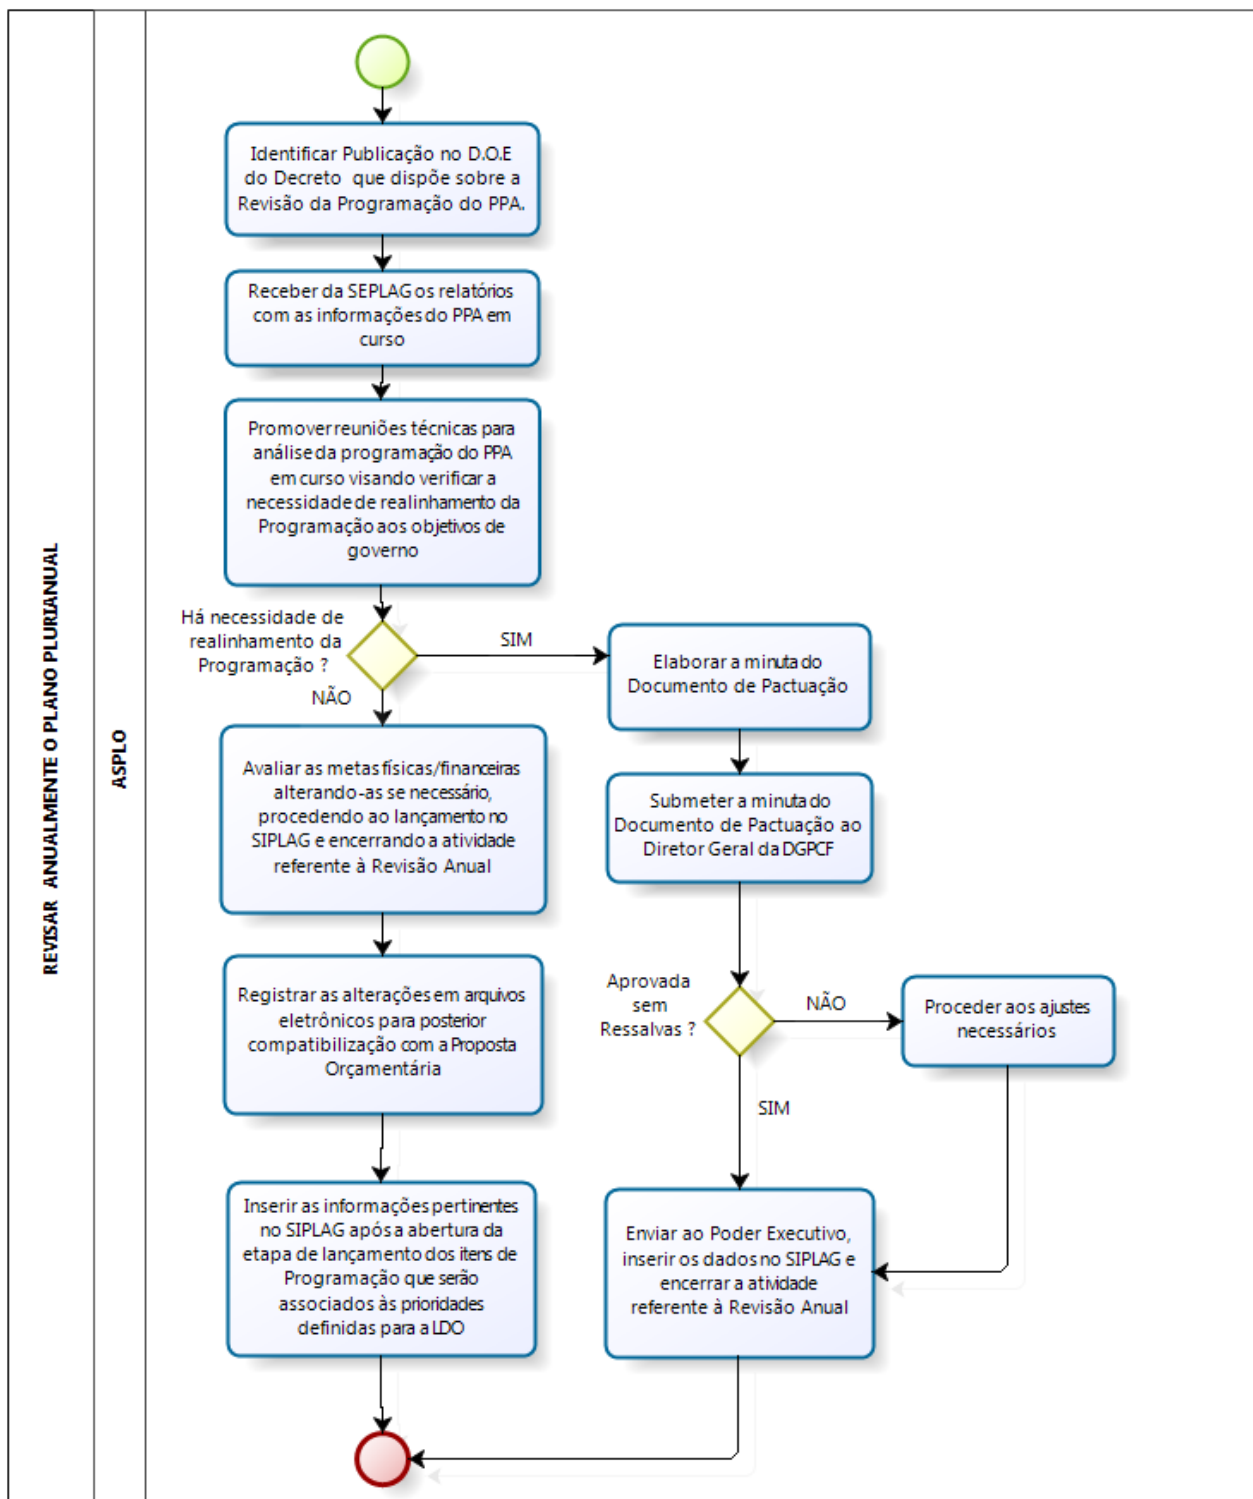 REVISAR ANUALMENTE O PLANO PLURIANUAL
ASPLO
Identificar Publicação no D.O.E
do Decreto que dispõe sobre a
Revisão da Programação do PPA.
Receber da SEPLAG os relatórios
com as informações do PPA em
curso
Promover reuniões técnicas para
análise da programação do PPA
em curso visando verificar a
necessidade de realinhamento da
Programação aos objetivos de
governo
Há necessidade de
realinhamento da
Programação ?
SIM
NÃO
Elaborar a minuta do
Documento de Pactuação
Avaliar as metas físicas/financeiras
alterando-as se necessário,
procedendo ao lançamento no
SIPLAG e encerrando a atividade
referente à Revisão Anual
Submeter a minuta do
Documento de Pactuação ao
Diretor Geral da DGPCF
Registrar as alterações em arquivos
eletrônicos para posterior
compatibilização com a Proposta
Orçamentária
Aprovada
sem
Ressalvas ?
NÃO
Proceder aos ajustes
necessários
SIM
Inserir as informações pertinentes
no SIPLAG após a abertura da
etapa de lançamento dos itens de
Programação que serão
associados às prioridades
definidas para a LDO
Enviar ao Poder Executivo,
inserir os dados no SIPLAG e
encerrar a atividade
referente à Revisão Anual